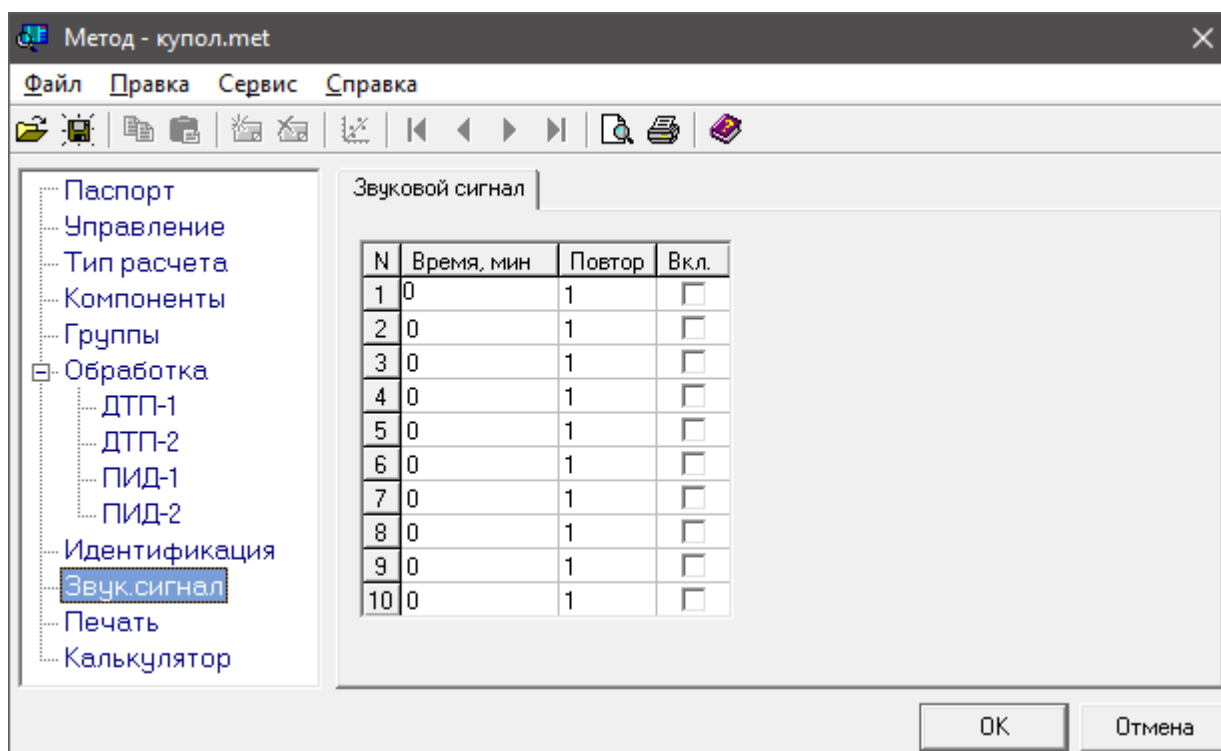 Метод - купол.met
Файл Правка Сервис Справка
Паспорт
Управление
Тип расчета
Компоненты
Группы
Обработка
ДТП-1
ДТП-2
ПИД-1
ПИД-2
Идентификация
Звук.сигнал
Печать
Калькулятор
Звуковой сигнал
N Время, мин Повтор Вкл.
1 0 1
2 0 1
3 0 1
4 0 1
5 0 1
6 0 1
7 0 1
8 0 1
9 0 1
10 0 1
OK Отмена